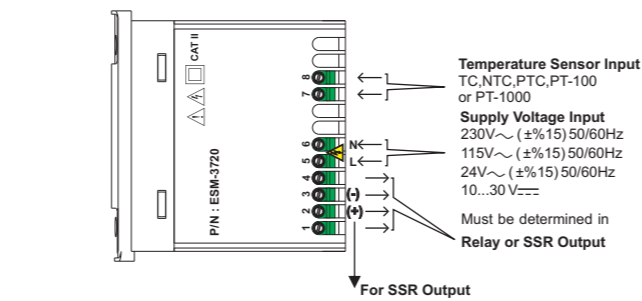 CAT II
P/N : ESM-3720
8
7
6
5
4
3
2
1
N
L
(-)
(+)
Temperature Sensor Input
TC,NTC,PTC,PT-100
or PT-1000
Supply Voltage Input
230V～ ( ±%15) 50/60Hz
115V～ ( ±%15) 50/60Hz
24V～ ( ±%15) 50/60Hz
10...30 V⎓
Must be determined in
Relay or SSR Output
For SSR Output